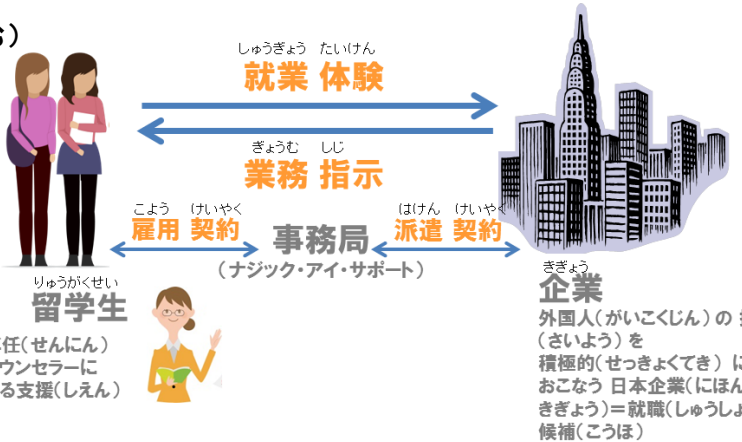 )
しゅうぎょう たいけん
就業 体験
ぎょうむ しじ
業務 指示
こよう けいやく
雇用 契約
事務局
(ナジック・アイ・サポート)
はけん けいやく
派遣 契約
りゅうがくせい
留学生
任(せんにん)
ウンセラーに
る支援(しえん)
きぎょう
企業
外国人(がいこくじん)の
(さいよう)を
積極的(せっきょくてき)に
おこなう 日本企業(にほん
きぎょう)=就職(しゅうしょ
候補(こうほ)